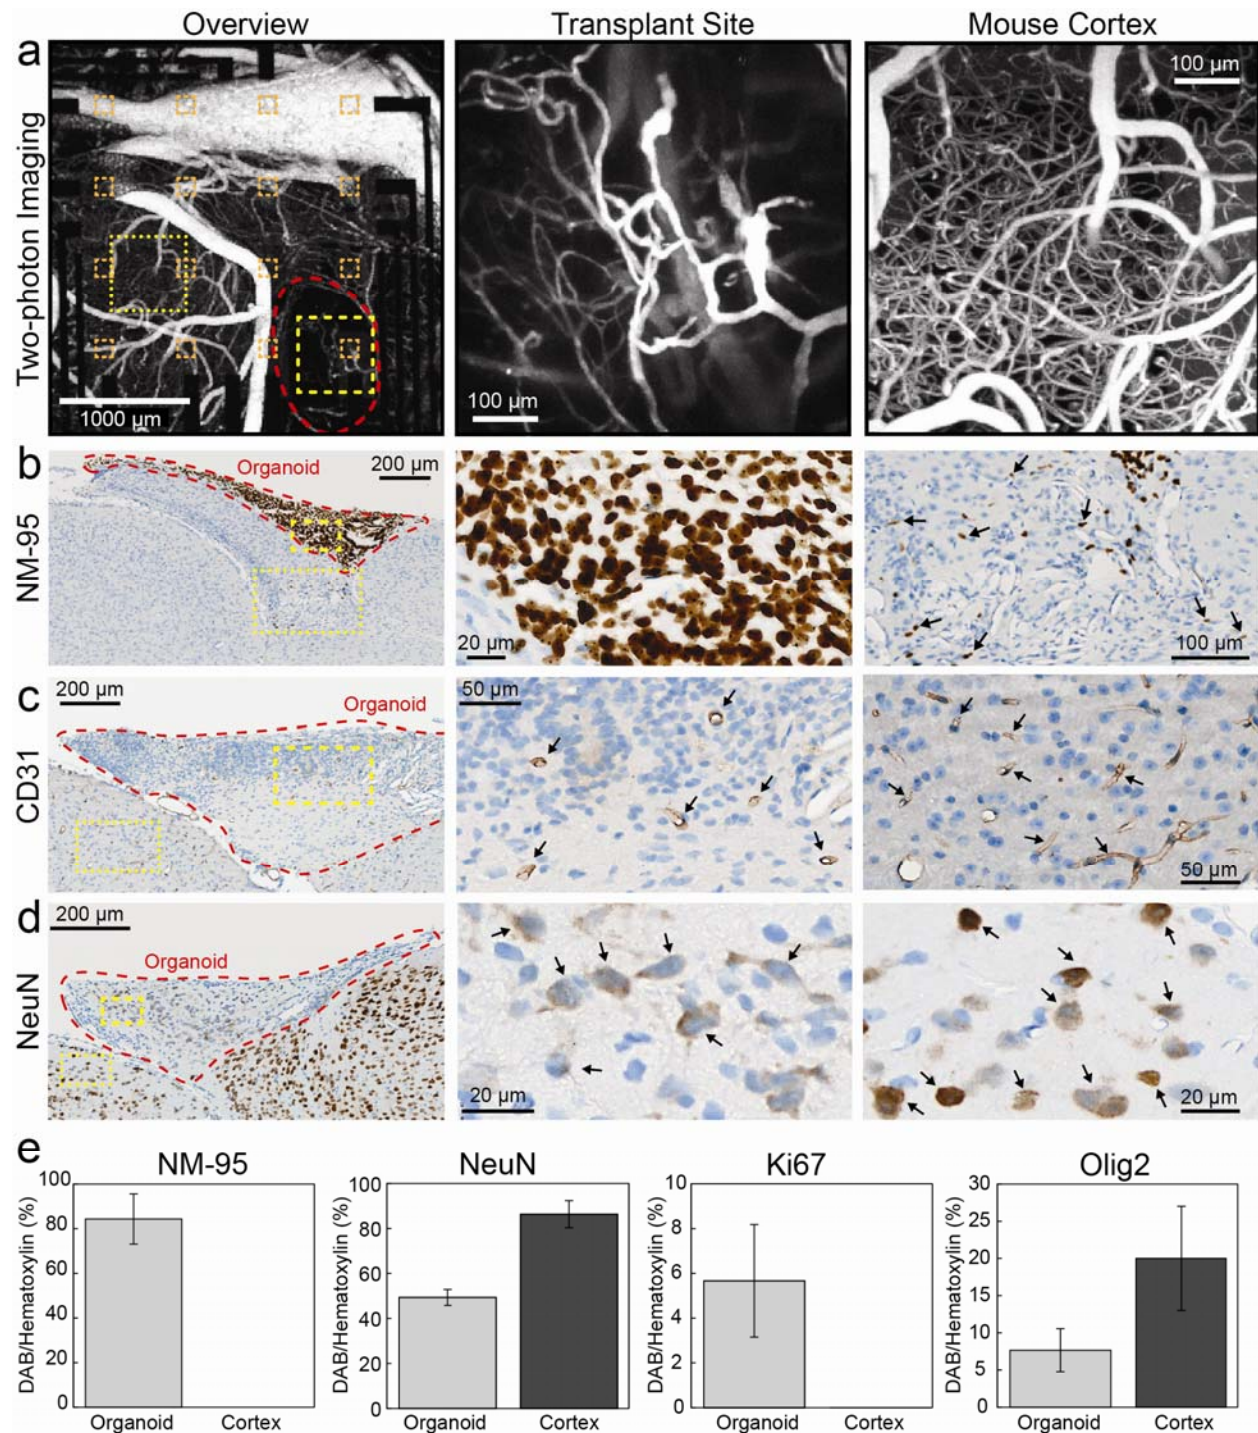 Overview
Transplant Site
Mouse Cortex
a
Two-photon Imaging
1000 µm
100 µm
100 µm
b
NM-95
Organoid
200 µm
20 µm
100 µm
c
CD31
200 µm
Organoid
50 µm
50 µm
d
NeuN
200 µm
Organoid
20 µm
20 µm
e
NM-95
DAB/Hematoxylin (%)
100
80
60
40
20
0
Organoid
Cortex
NeuN
DAB/Hematoxylin (%)
100
80
60
40
20
0
Organoid
Cortex
Ki67
DAB/Hematoxylin (%)
10
8
6
4
2
0
Organoid
Cortex
Olig2
DAB/Hematoxylin (%)
30
25
20
15
10
5
0
Organoid
Cortex